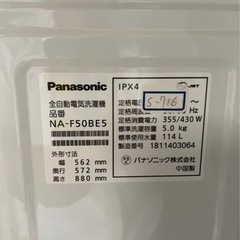 Panasonic
IPX4
JET
全自動電気洗濯機
品番
NA-F50BE5
外形寸法
幅 562 mm
奥行 572 mm
高さ 880 mm
定格電
S-716
～
定格周
Hz
定格消費電力 355/430 W
標準洗濯容量 5.0 kg
標準使用水量 114 L
製造番号 1811403064
パナソニック株式会社
中国製